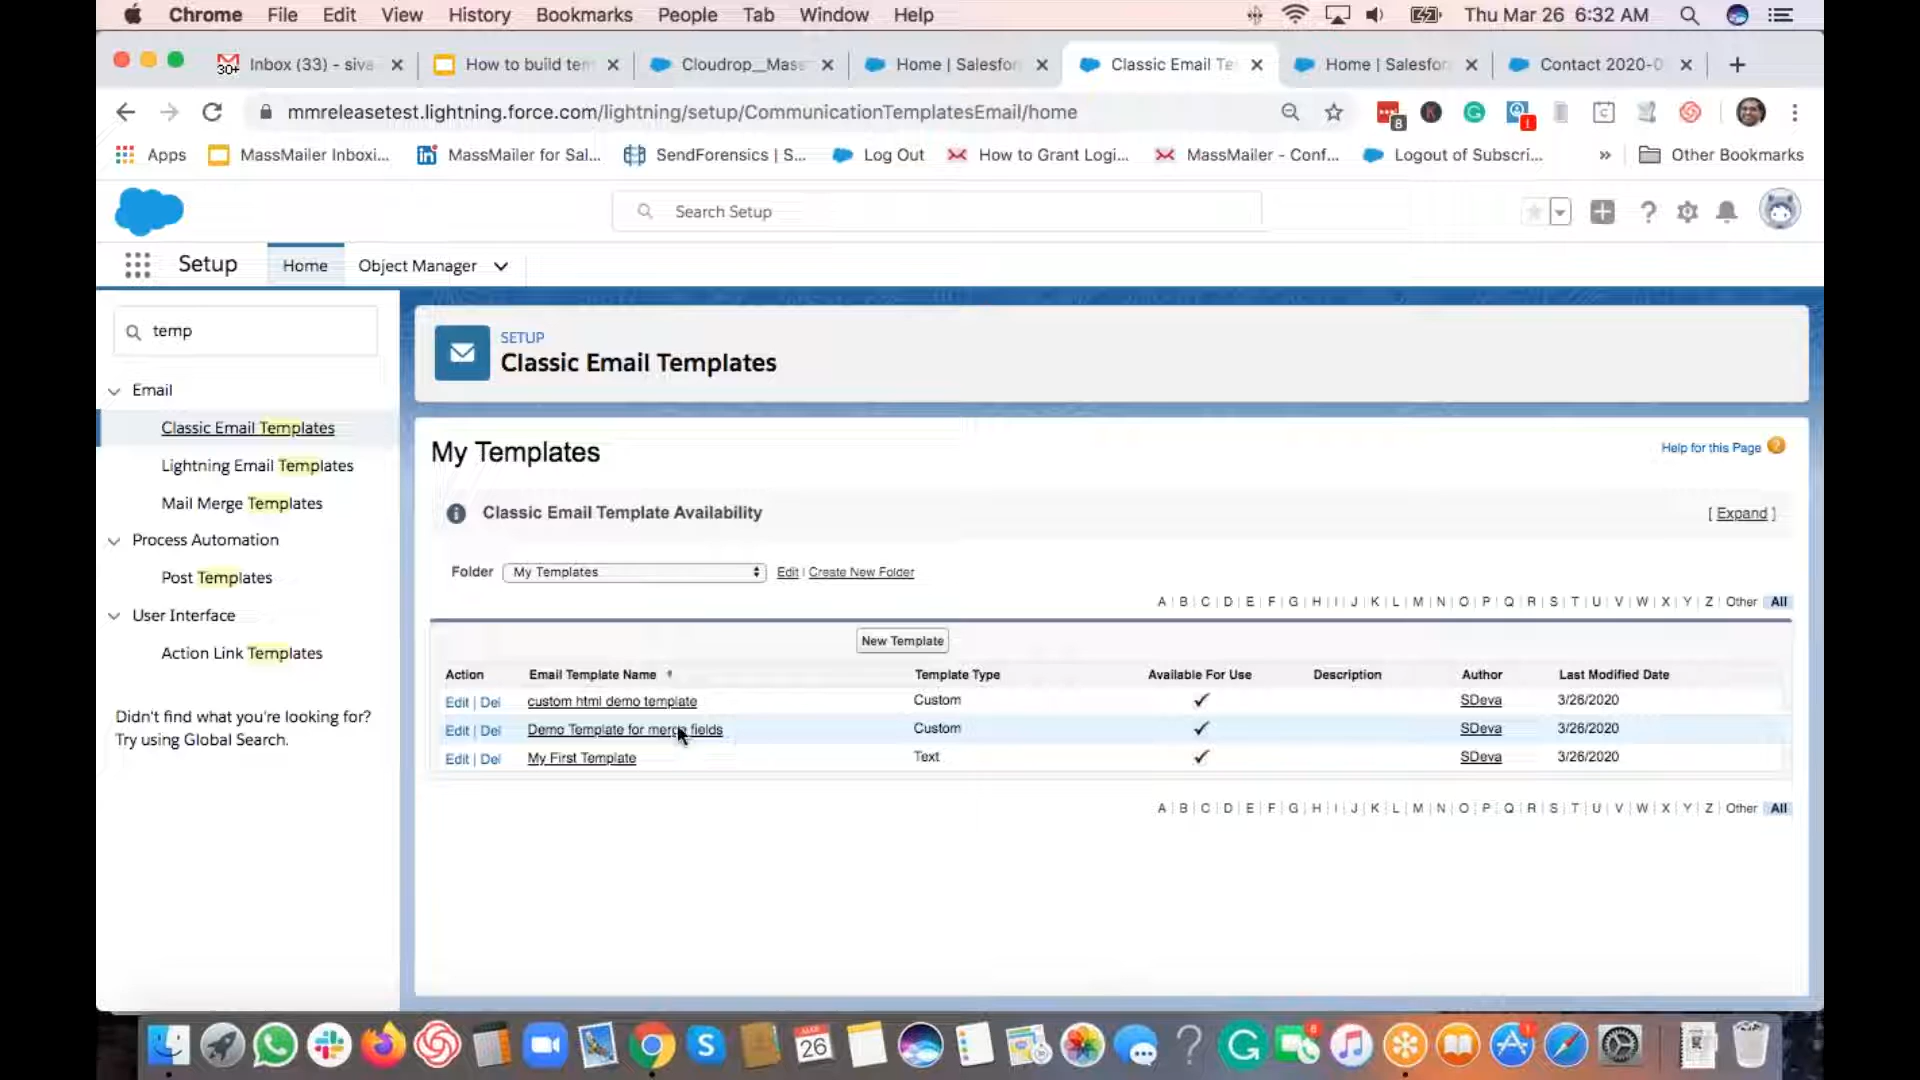 Chrome File Edit View History Bookmarks People Tab Window Help Thu Mar 26 6:32 AM
30+ Inbox (33) - siva How to build tem Cloudrop__Mass Home | Salesfor Classic Email Te Home | Salesfor Contact 2020-0
mmreleasetest.lightning.force.com/lightning/setup/CommunicationTemplatesEmail/home 8 1
Apps MassMailer Inboxi... MassMailer for Sal... SendForensics | S... Log Out How to Grant Logi... MassMailer - Conf... Logout of Subscri... » Other Bookmarks
Search Setup
Setup Home Object Manager
temp
Email
Classic Email Templates
Lightning Email Templates
Mail Merge Templates
Process Automation
Post Templates
User Interface
Action Link Templates
Didn't find what you're looking for?
Try using Global Search.
SETUP
Classic Email Templates
My Templates
Help for this Page
Classic Email Template Availability
[ Expand ]
Folder My Templates Edit | Create New Folder
A | B | C | D | E | F | G | H | I | J | K | L | M | N | O | P | Q | R | S | T | U | V | W | X | Y | Z | Other All
New Template
Action Email Template Name Template Type Available For Use Description Author Last Modified Date
Edit | Del custom html demo template Custom ✓ SDeva 3/26/2020
Edit | Del Demo Template for merge fields Custom ✓ SDeva 3/26/2020
Edit | Del My First Template Text ✓ SDeva 3/26/2020
A | B | C | D | E | F | G | H | I | J | K | L | M | N | O | P | Q | R | S | T | U | V | W | X | Y | Z | Other All
26